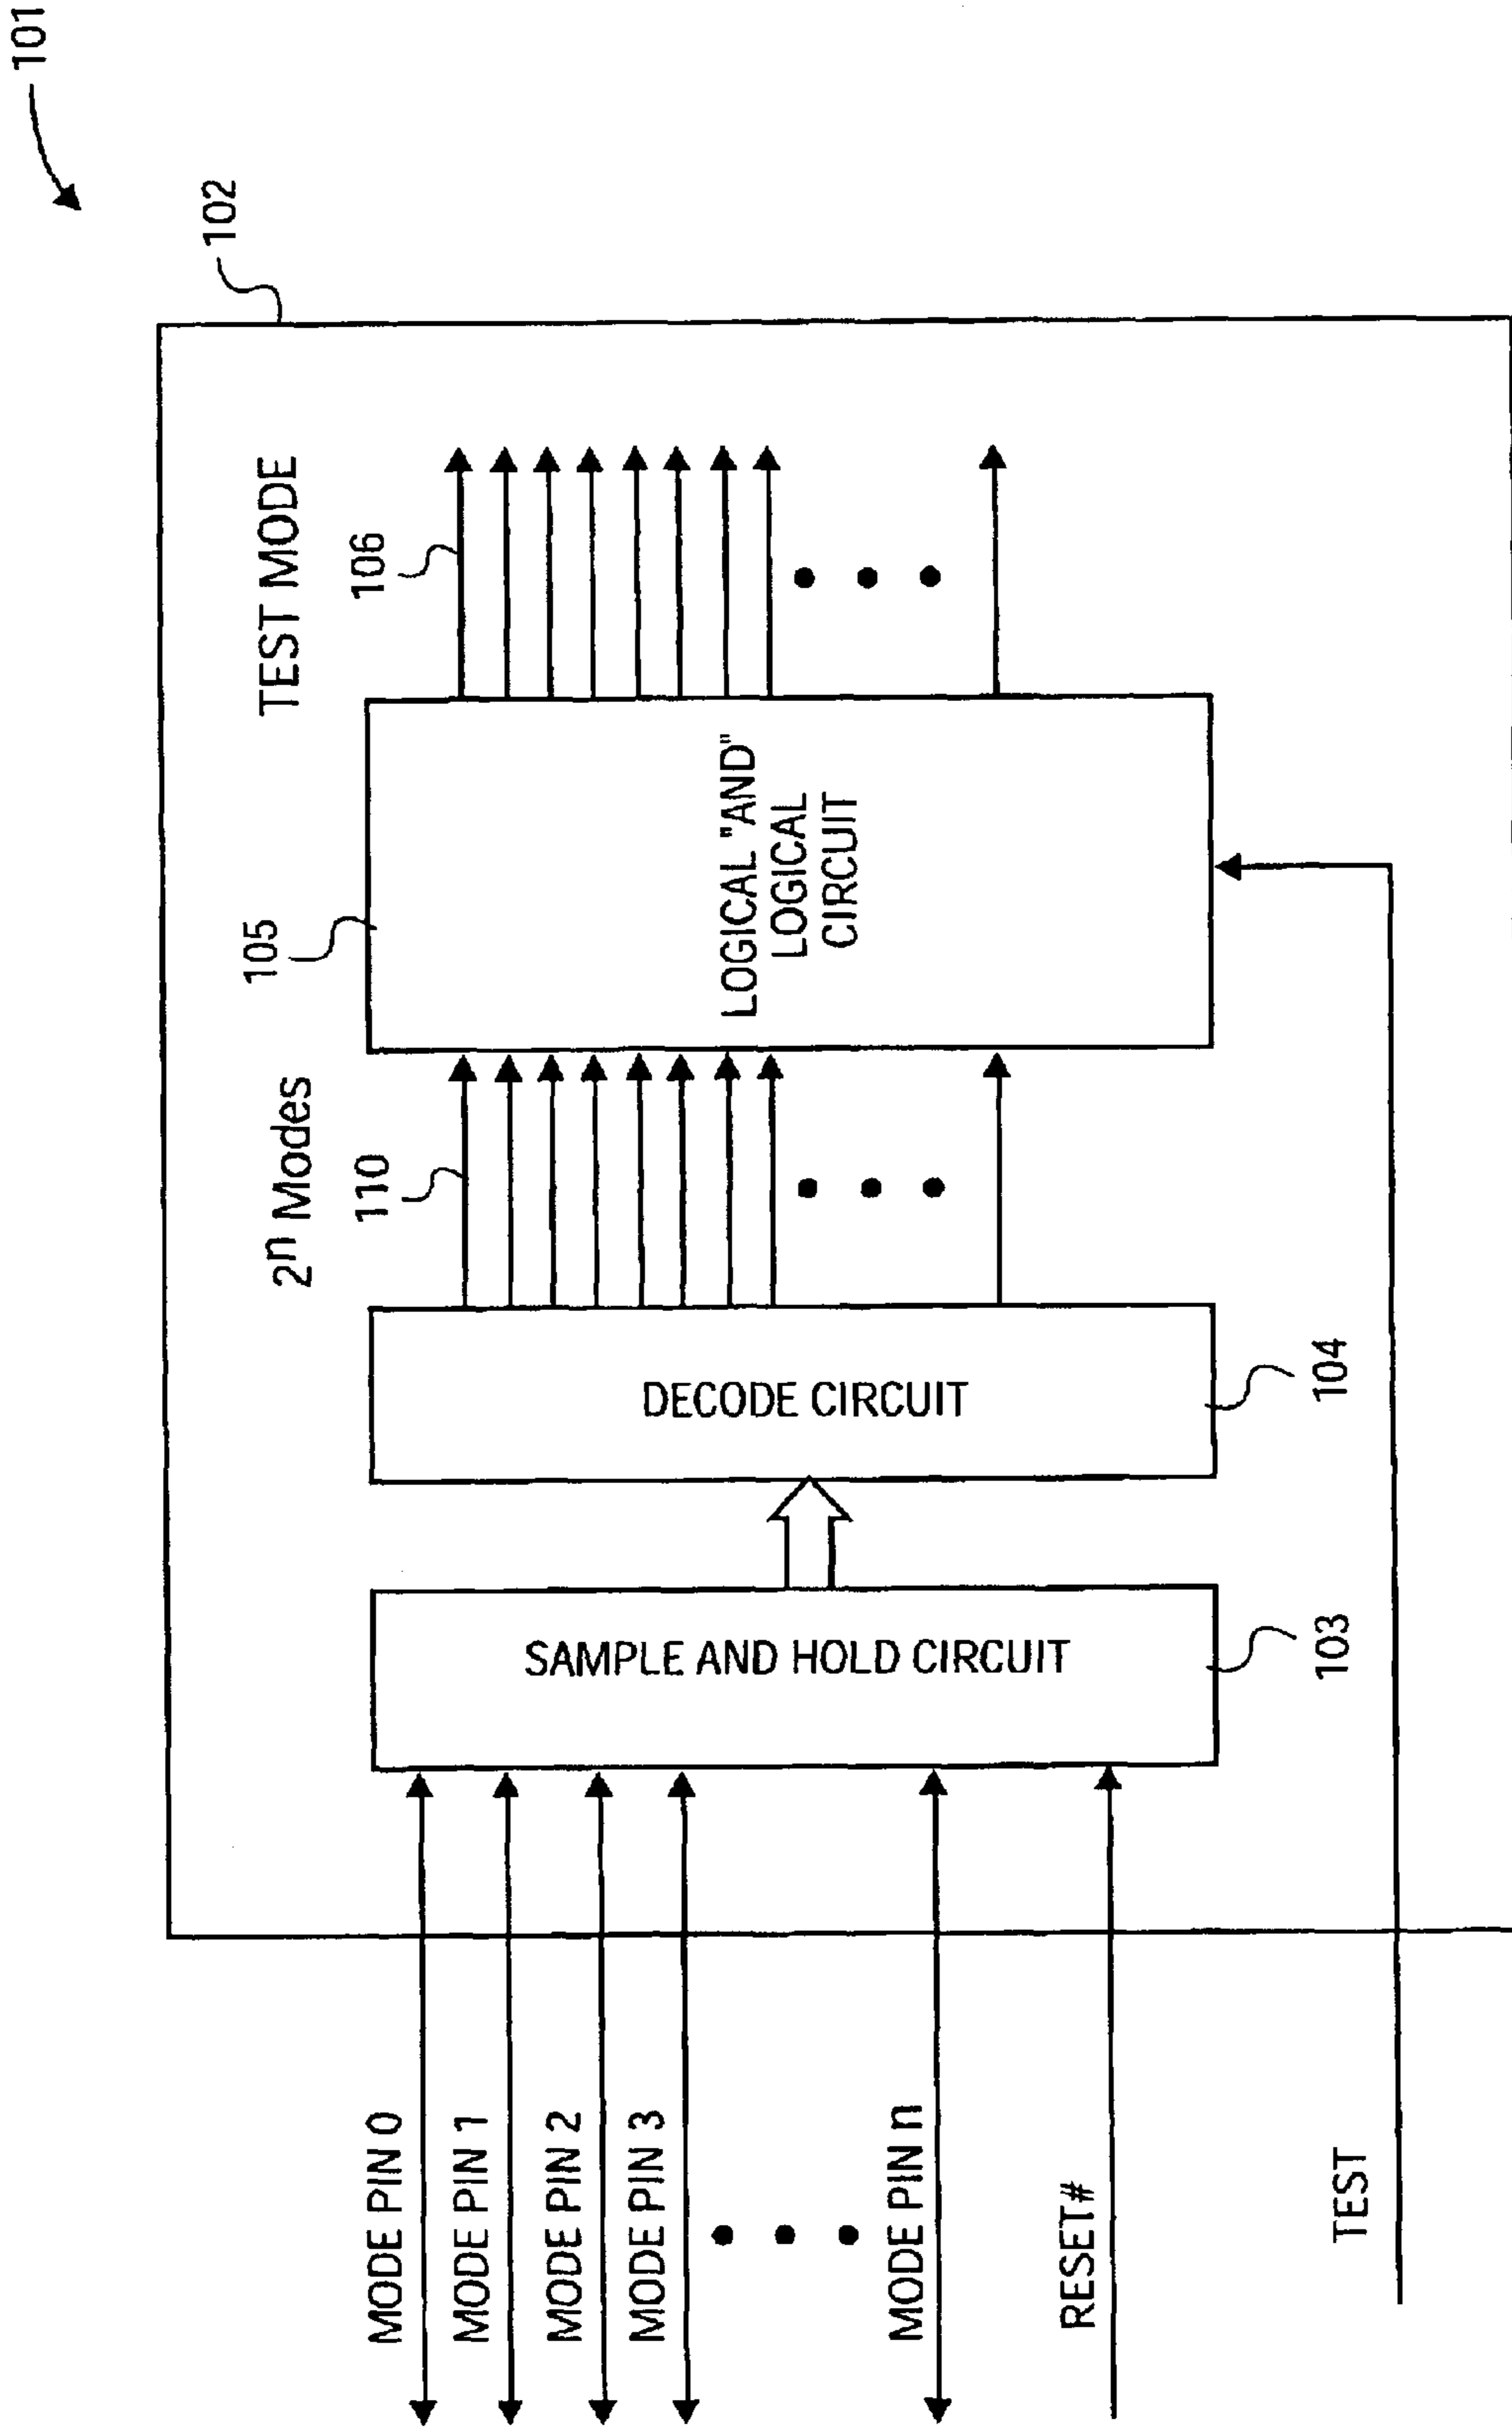 101
102
TEST MODE
106
105
LOGICAL "AND"
LOGICAL
CIRCUIT
2ⁿ Modes
110
DECODE CIRCUIT
104
SAMPLE AND HOLD CIRCUIT
103
MODE PIN 0
MODE PIN 1
MODE PIN 2
MODE PIN 3
MODE PIN n
RESET#
TEST